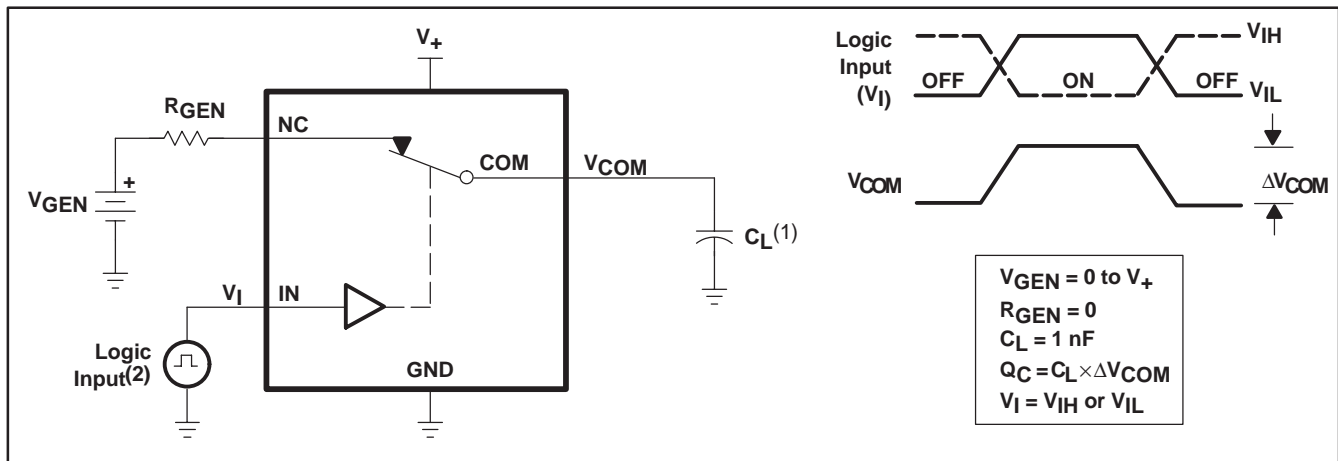 V+
RGEN
NC
COM
VCOM
VGEN
+
CL(1)
VI
IN
Logic
Input(2)
GND
Logic
Input
(VI)
OFF
ON
OFF
VIH
VIL
VCOM
ΔVCOM
VGEN = 0 to V+
RGEN = 0
CL = 1 nF
QC = CL × ΔVCOM
VI = VIH or VIL